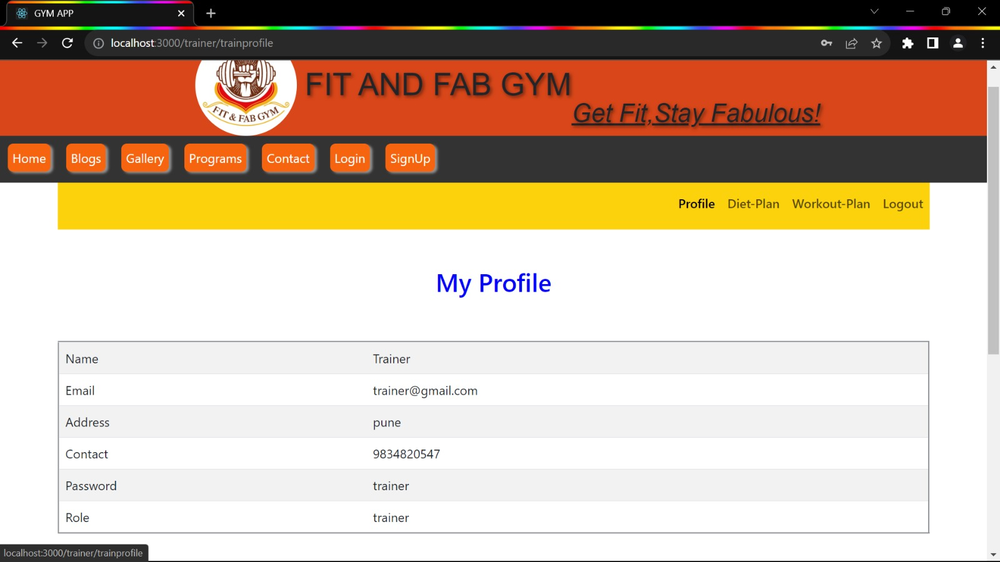 GYM APP
localhost:3000/trainer/trainprofile
FIT & FAB GYM
FIT AND FAB GYM
Get Fit,Stay Fabulous!
Home Blogs Gallery Programs Contact Login SignUp
Profile Diet-Plan Workout-Plan Logout
My Profile
Name Trainer
Email trainer@gmail.com
Address pune
Contact 9834820547
Password trainer
Role trainer
localhost:3000/trainer/trainprofile